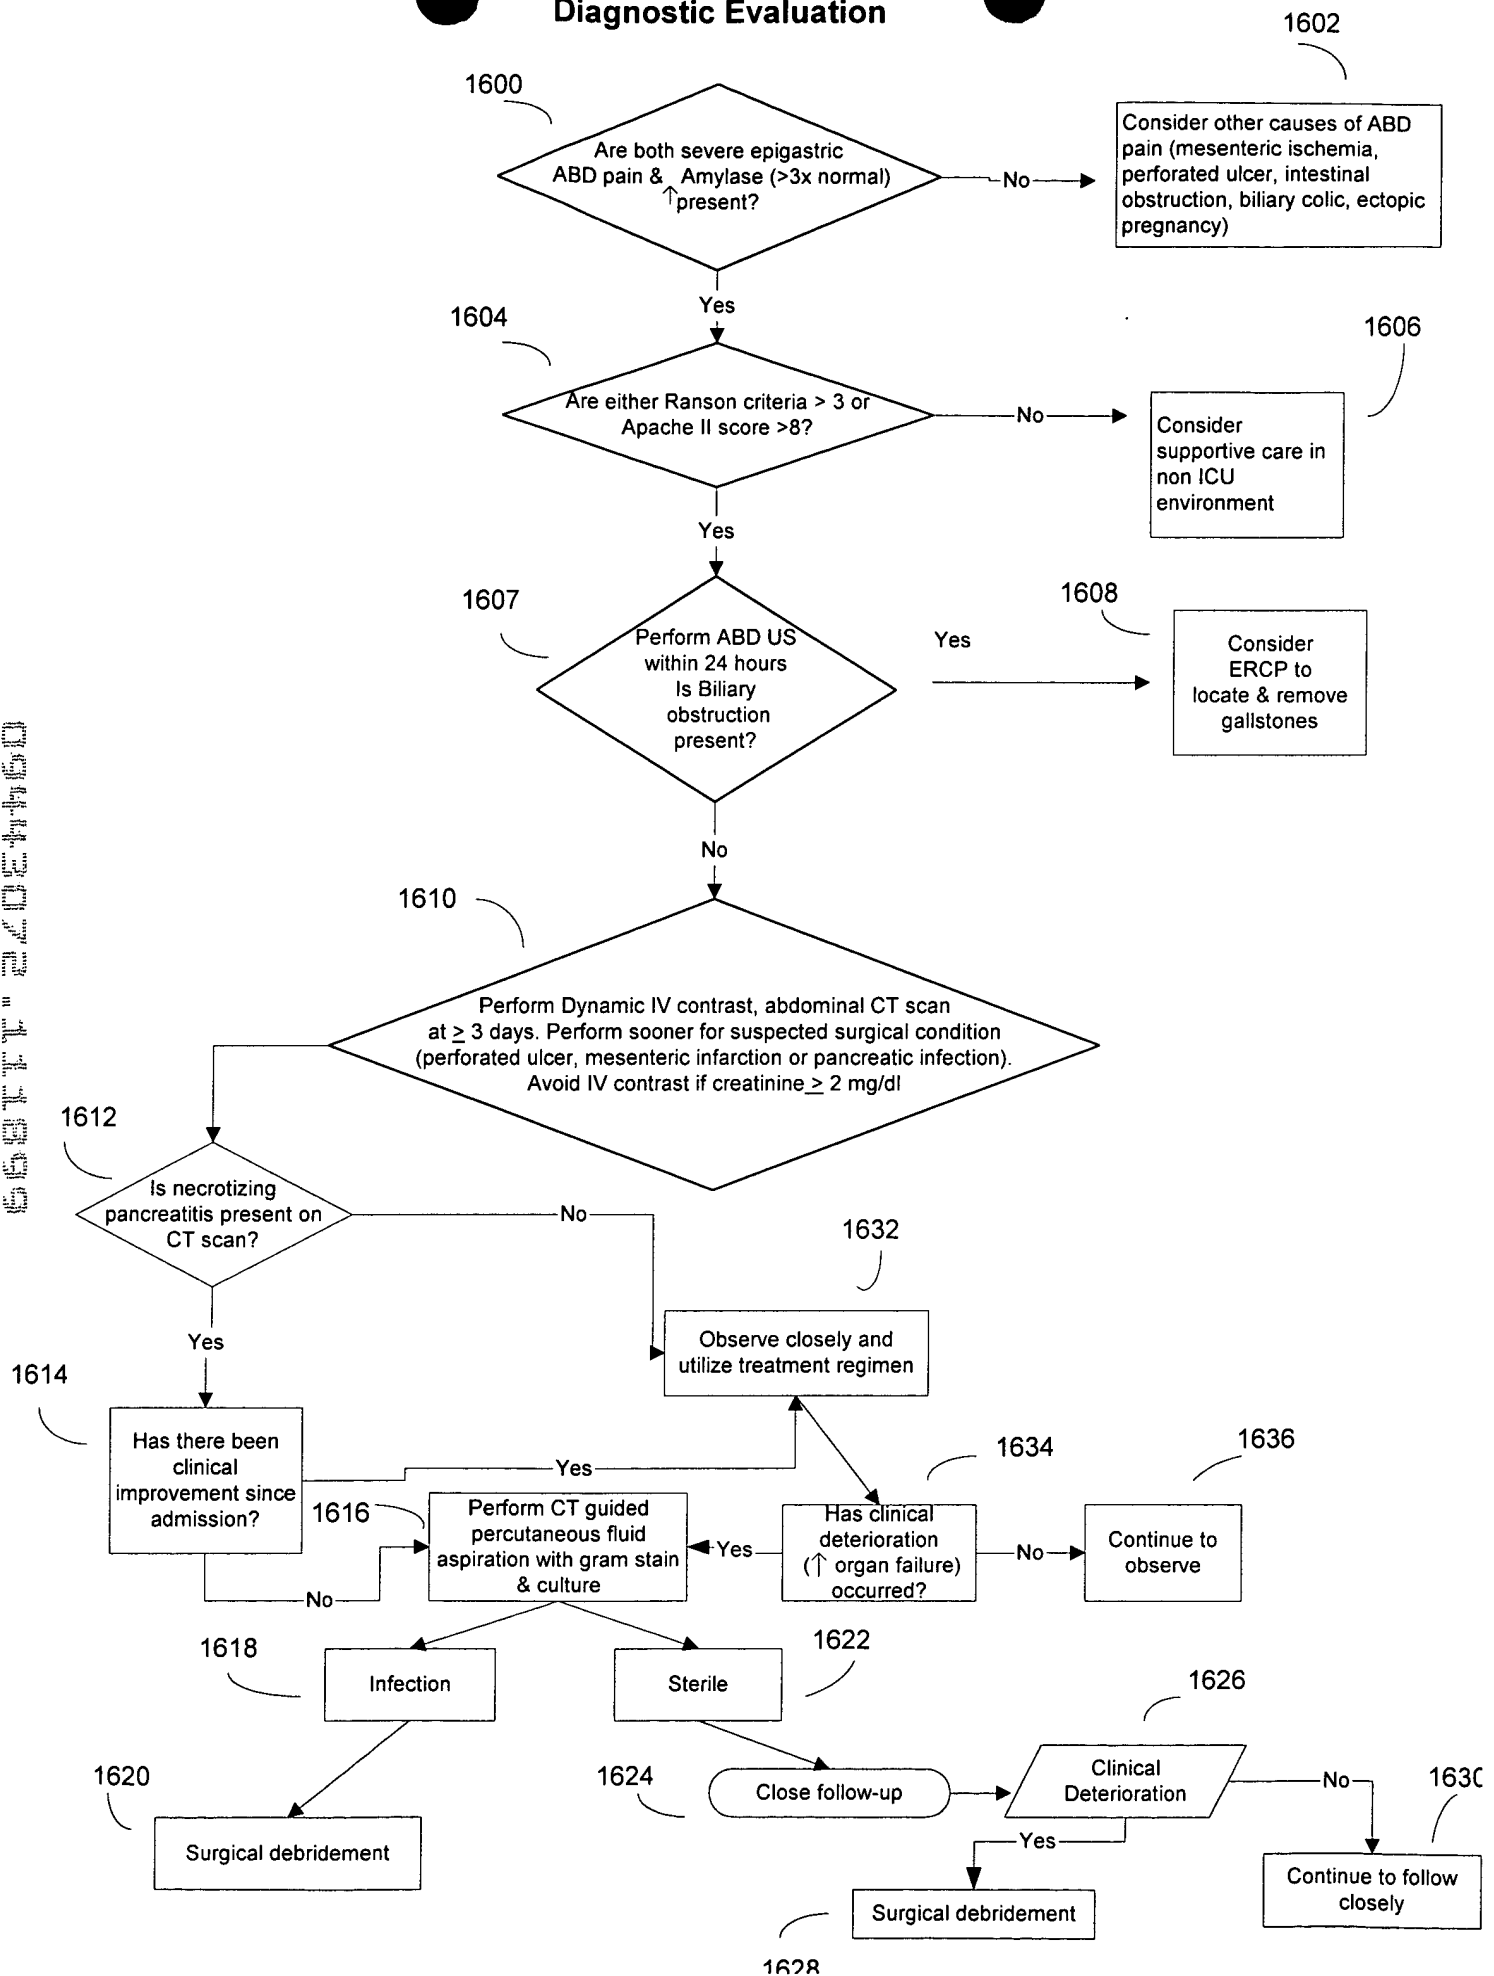 Diagnostic Evaluation
1602
1600
Consider other causes of ABD
pain (mesenteric ischemia,
perforated ulcer, intestinal
obstruction, biliary colic, ectopic
pregnancy)
Are both severe epigastric
ABD pain & ↑ Amylase (>3x normal)
present?
No
Yes
1604
1606
Are either Ranson criteria > 3 or
Apache II score >8?
No
Consider
supportive care in
non ICU
environment
Yes
1607
1608
Perform ABD US
within 24 hours
Is Biliary
obstruction
present?
Yes
Consider
ERCP to
locate & remove
gallstones
No
1610
Perform Dynamic IV contrast, abdominal CT scan
at ≥ 3 days. Perform sooner for suspected surgical condition
(perforated ulcer, mesenteric infarction or pancreatic infection).
Avoid IV contrast if creatinine ≥ 2 mg/dl
1612
Is necrotizing
pancreatitis present on
CT scan?
No
1632
Yes
Observe closely and
utilize treatment regimen
1614
Has there been
clinical
improvement since
admission?
Yes
1634
1636
1616
Perform CT guided
percutaneous fluid
aspiration with gram stain
& culture
Yes
Has clinical
deterioration
(↑ organ failure)
occurred?
No
Continue to
observe
No
1618
1622
Infection
Sterile
1626
1620
1624
Close follow-up
Clinical
Deterioration
No
1630
Surgical debridement
Yes
Continue to follow
closely
Surgical debridement
1628
09443072.111899